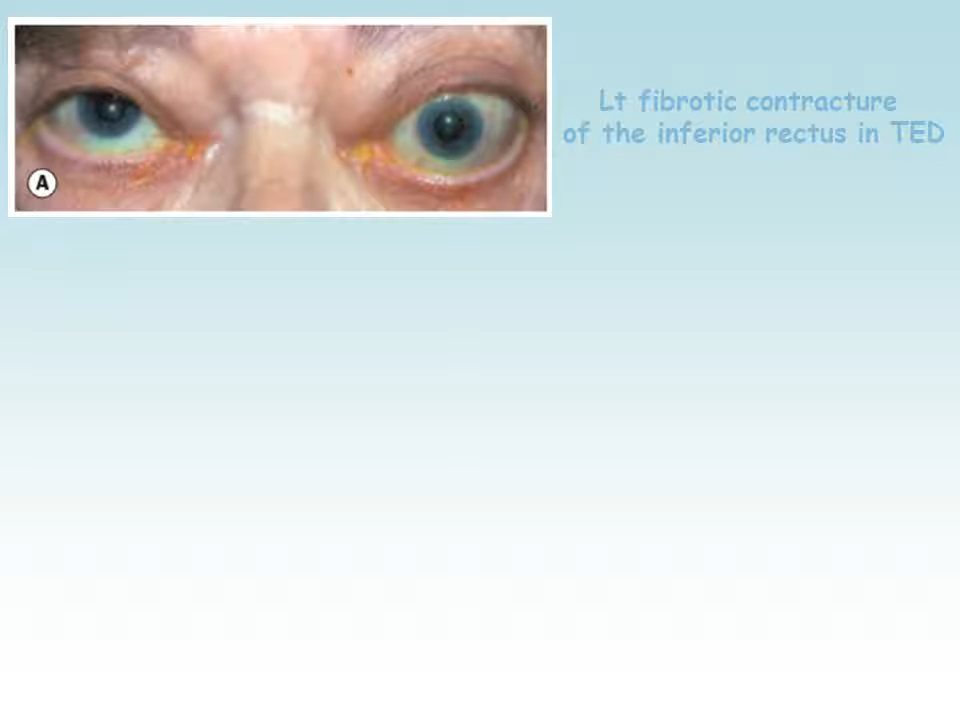 Lt fibrotic contracture
of the inferior rectus in TED
A